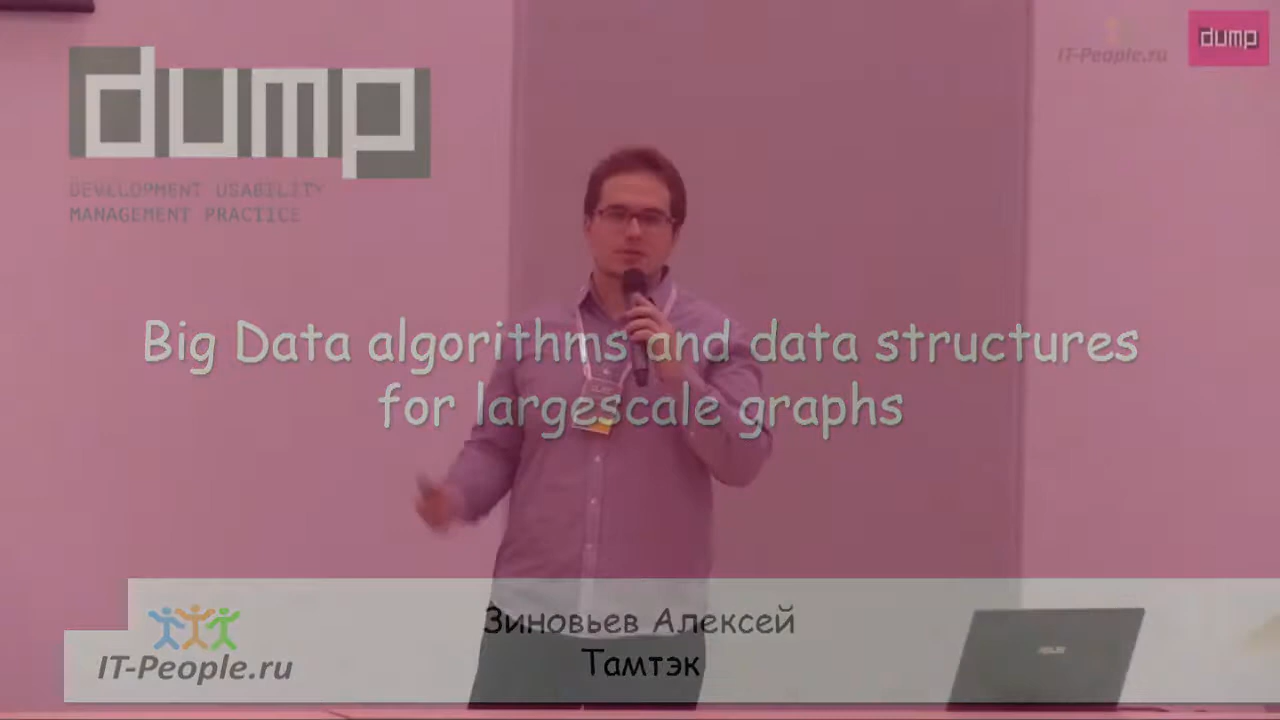 dump
IT-People.ru
dump
DEVELOPMENT USABILITY
MANAGEMENT PRACTICE
Big Data algorithms and data structures
for largescale graphs
Зиновьев Алексей
Тамтэк
IT-People.ru
ASUS